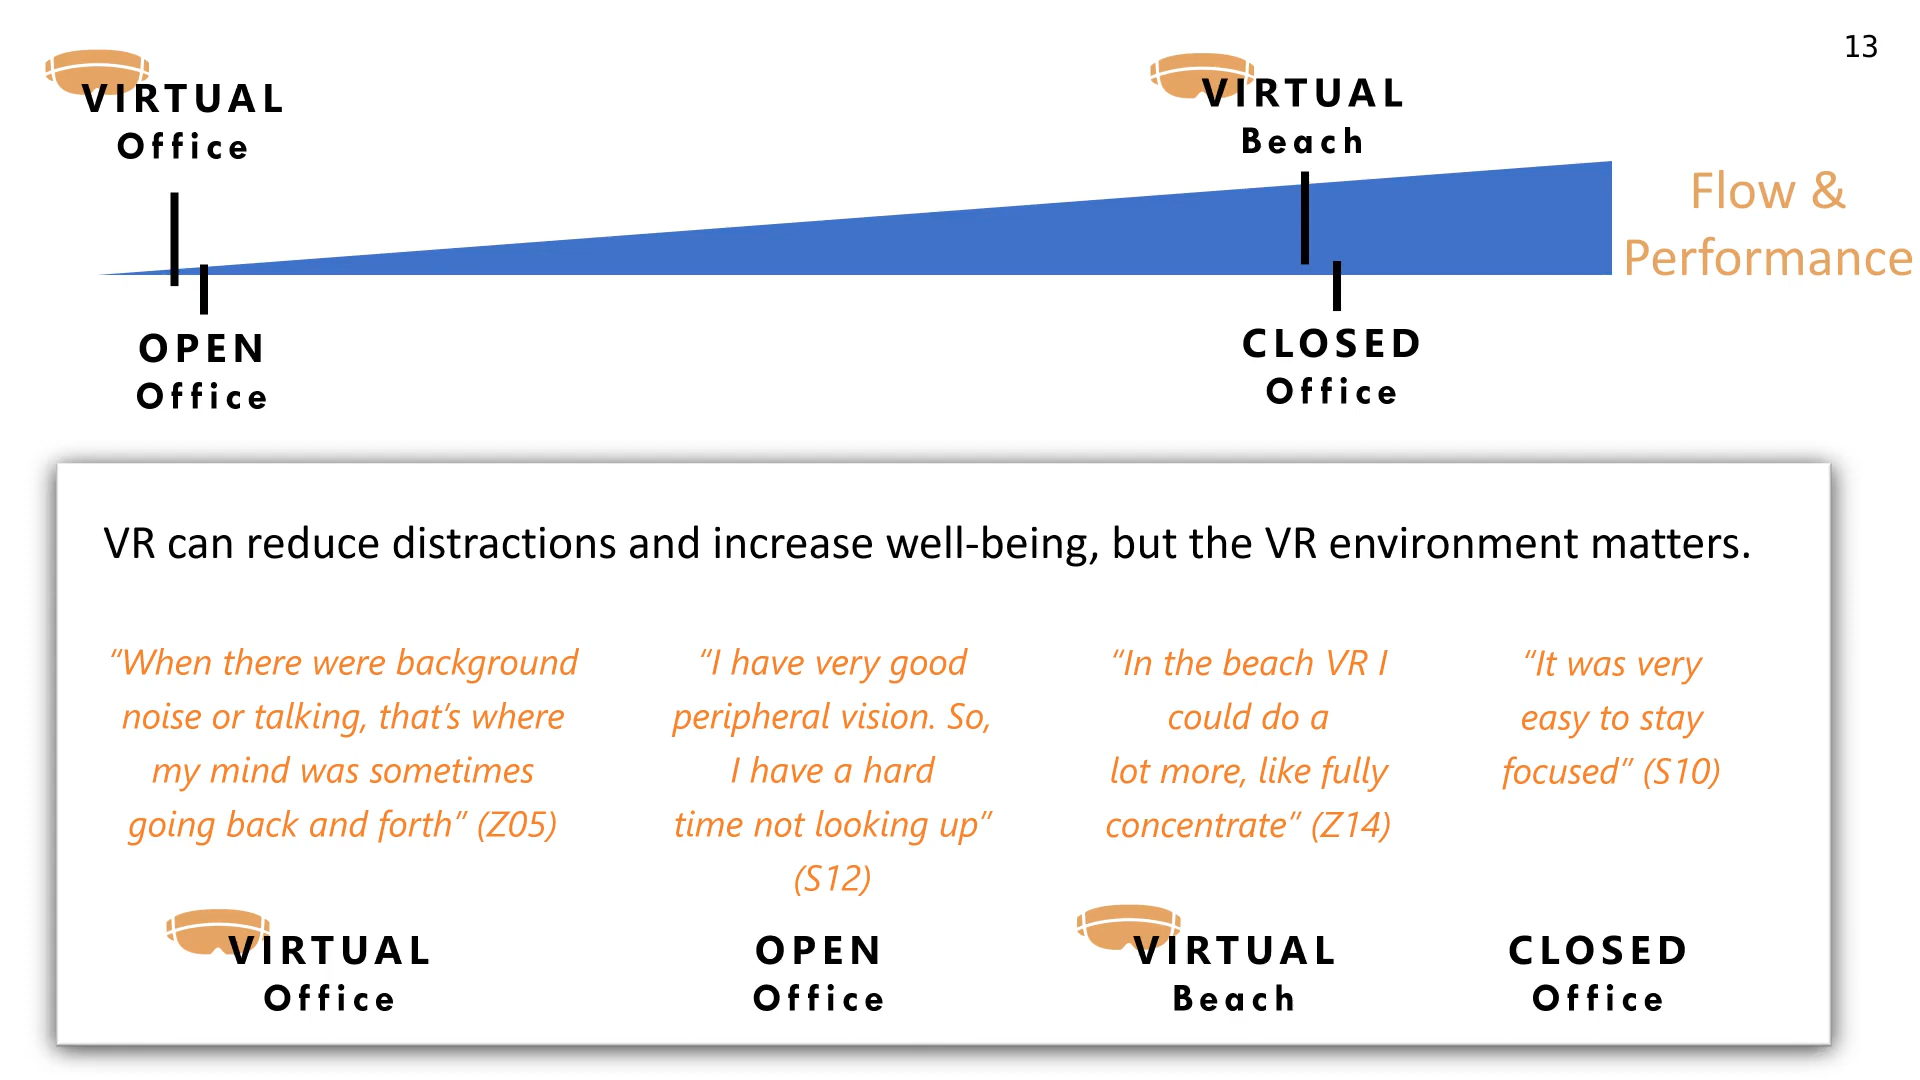 13
VIRTUAL
Office
VIRTUAL
Beach
Flow &
Performance
OPEN
Office
CLOSED
Office
VR can reduce distractions and increase well-being, but the VR environment matters.
“When there were background
noise or talking, that’s where
my mind was sometimes
going back and forth” (Z05)
“I have very good
peripheral vision. So,
I have a hard
time not looking up”
(S12)
“In the beach VR I
could do a
lot more, like fully
concentrate” (Z14)
“It was very
easy to stay
focused” (S10)
VIRTUAL
Office
OPEN
Office
VIRTUAL
Beach
CLOSED
Office